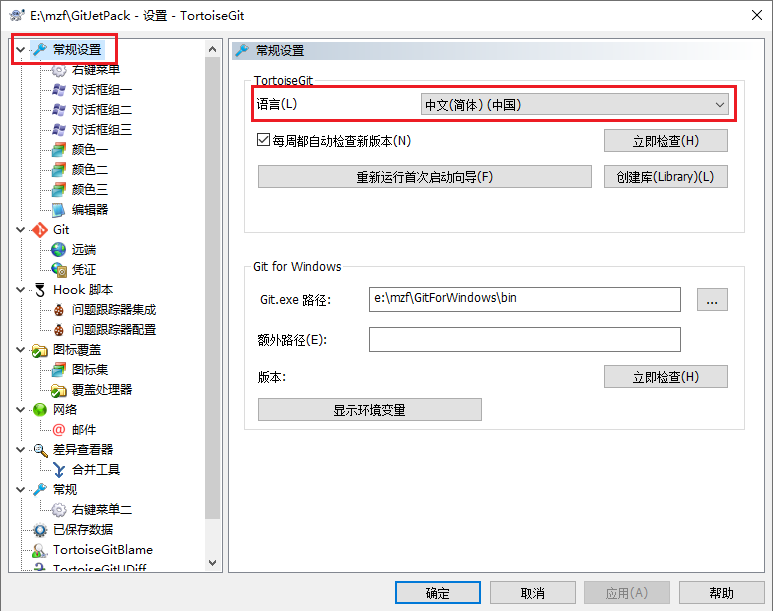 E:\mzf\GitJetPack - 设置 - TortoiseGit
常规设置
右键菜单
对话框组一
对话框组二
对话框组三
颜色一
颜色二
颜色三
编辑器
Git
远端
凭证
Hook 脚本
问题跟踪器集成
问题跟踪器配置
图标覆盖
图标集
覆盖处理器
网络
邮件
差异查看器
合并工具
常规
右键菜单二
已保存数据
TortoiseGitBlame
TortoiseGitUDiff
常规设置
TortoiseGit
语言(L) 中文(简体) (中国)
每周都自动检查新版本(N) 立即检查(H)
重新运行首次启动向导(F) 创建库(Library)(L)
Git for Windows
Git.exe 路径: e:\mzf\GitForWindows\bin ...
额外路径(E):
版本: 立即检查(H)
显示环境变量
确定 取消 应用(A) 帮助